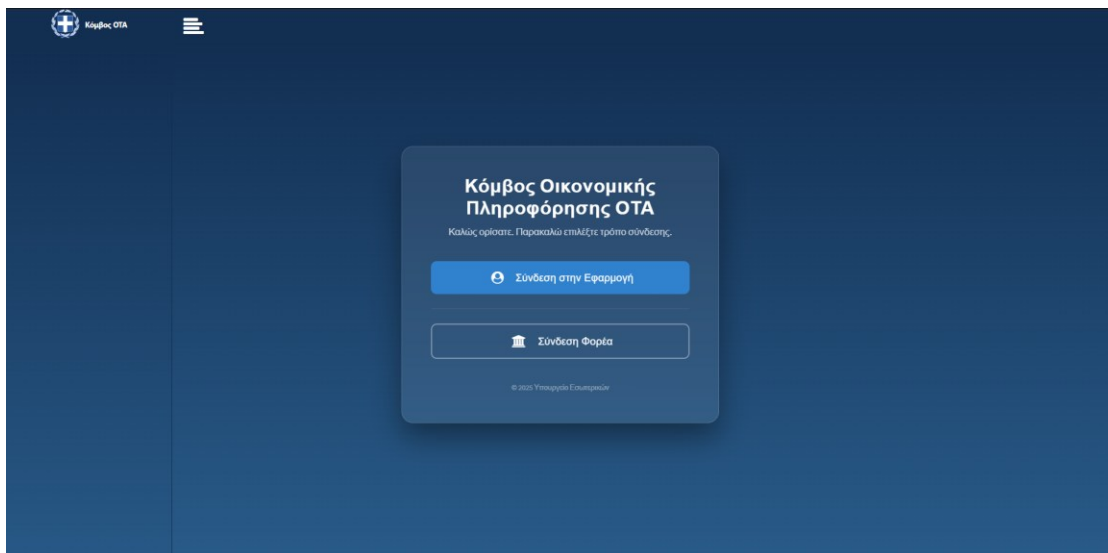 Κόμβος ΟΤΑ
Κόμβος Οικονομικής
Πληροφόρησης ΟΤΑ
Καλώς ορίσατε. Παρακαλώ επιλέξτε τρόπο σύνδεσης.
Σύνδεση στην Εφαρμογή
Σύνδεση Φορέα
© 2025 Υπουργείο Εσωτερικών